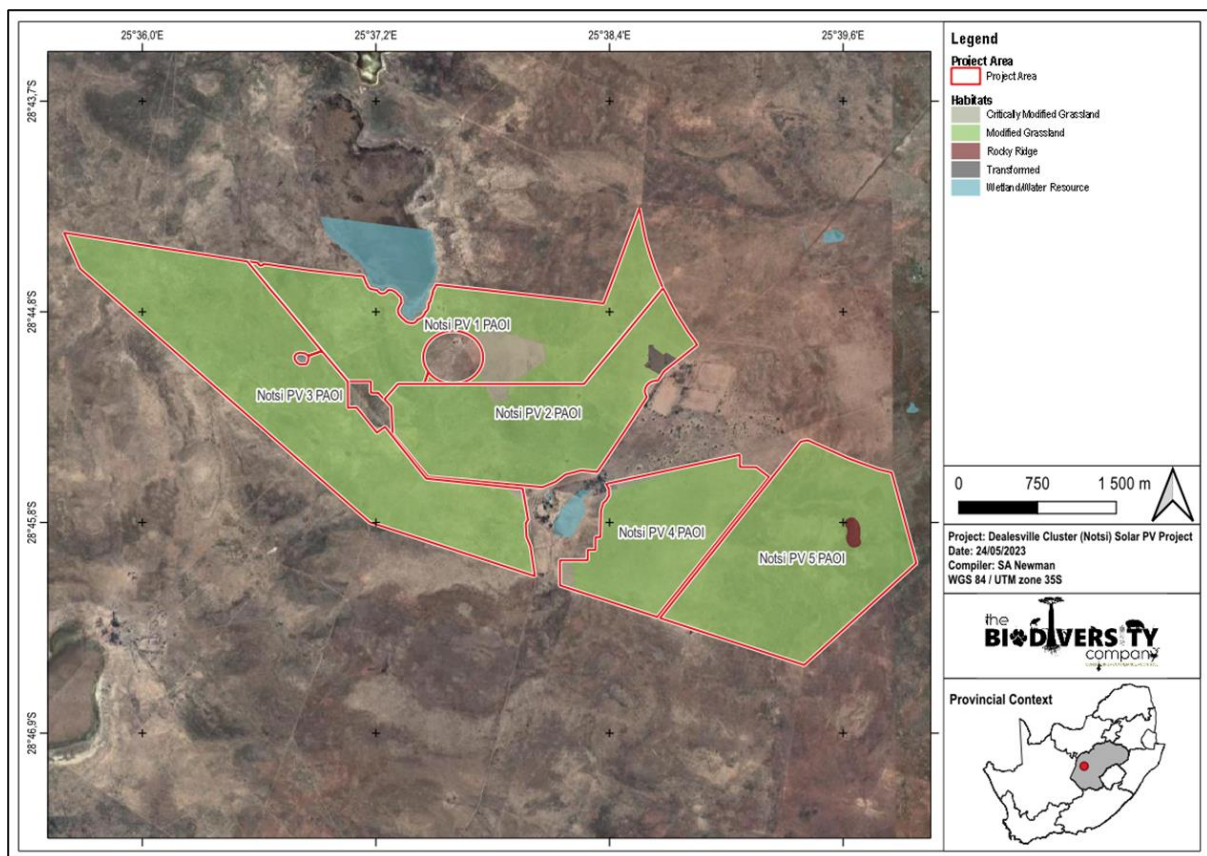 25°36,0'E 25°37,2'E 25°38,4'E 25°39,6'E
28°43,7'S
28°44,8'S
28°45,8'S
28°46,9'S
Notsi PV 1 PAOI
Notsi PV 3 PAOI
Notsi PV 2 PAOI
Notsi PV 4 PAOI
Notsi PV 5 PAOI
Legend
Project Area
Project Area
Habitats
Critically Modified Grassland
Modified Grassland
Rocky Ridge
Transformed
Wetland/Water Resource
0 750 1 500 m
Project: Dealesville Cluster (Notsi) Solar PV Project
Date: 24/05/2023
Compiler: SA Newman
WGS 84 / UTM zone 35S
the
BIODIVERSITY
company
Provincial Context